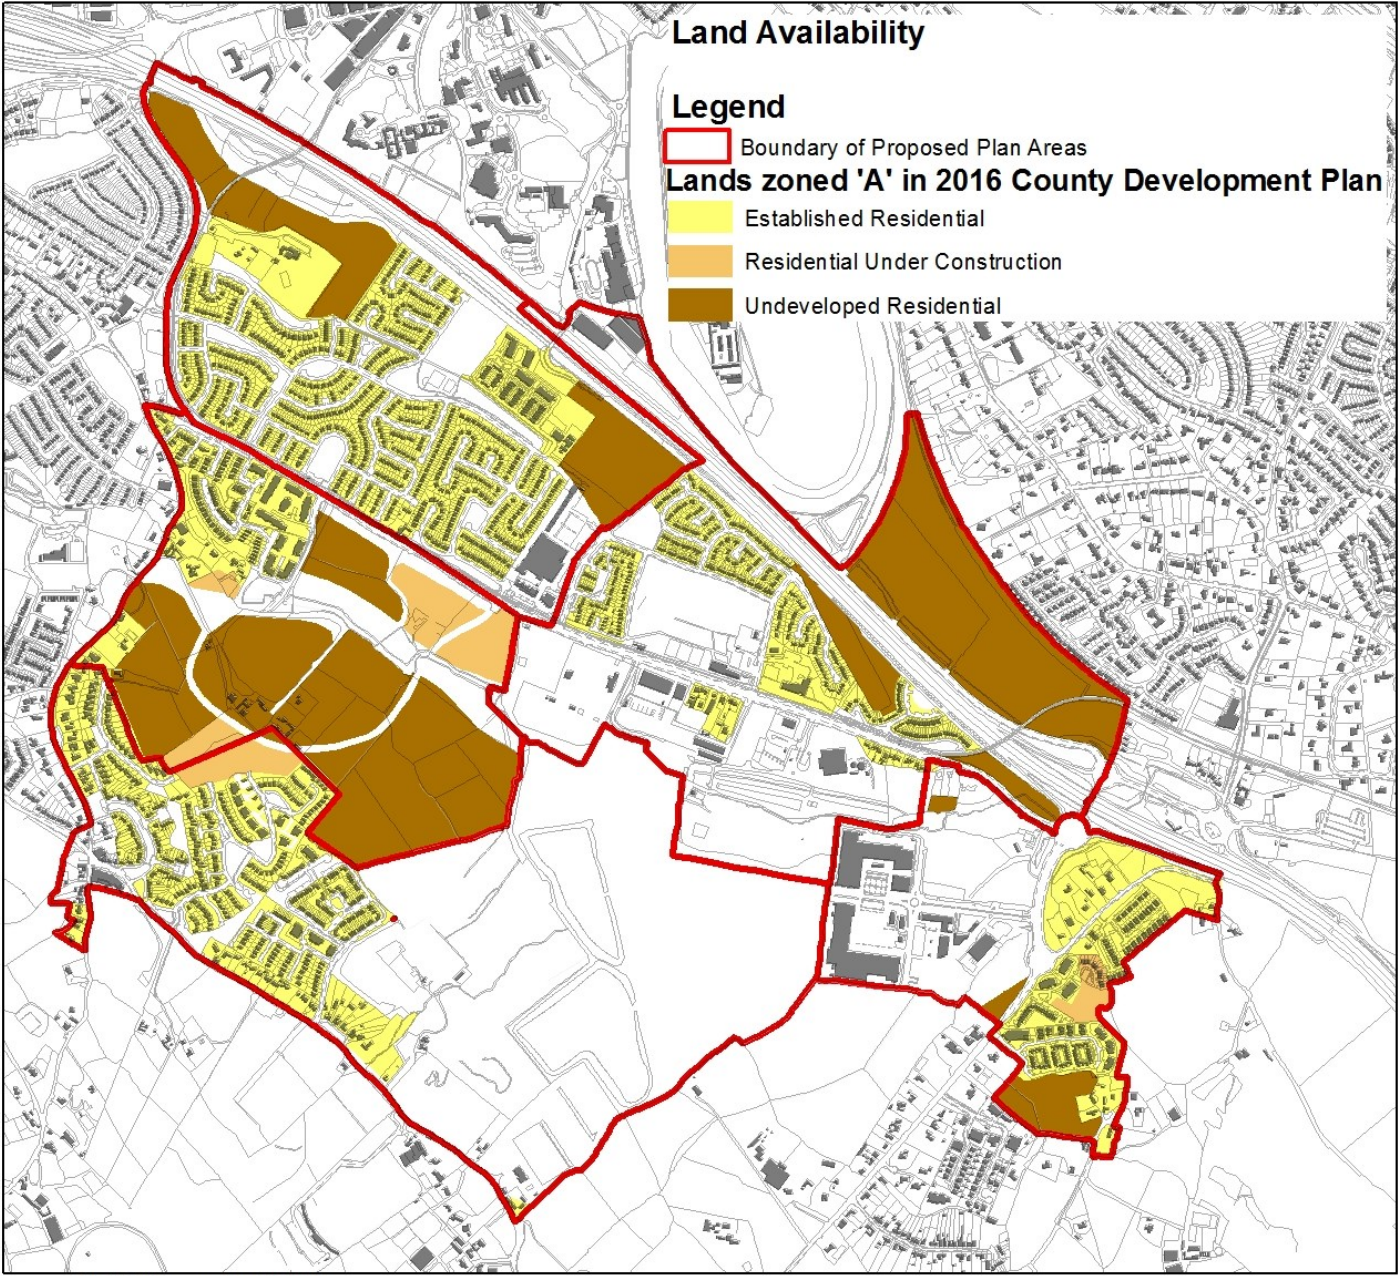 Land Availability
Legend
Boundary of Proposed Plan Areas
Lands zoned 'A' in 2016 County Development Plan
Established Residential
Residential Under Construction
Undeveloped Residential